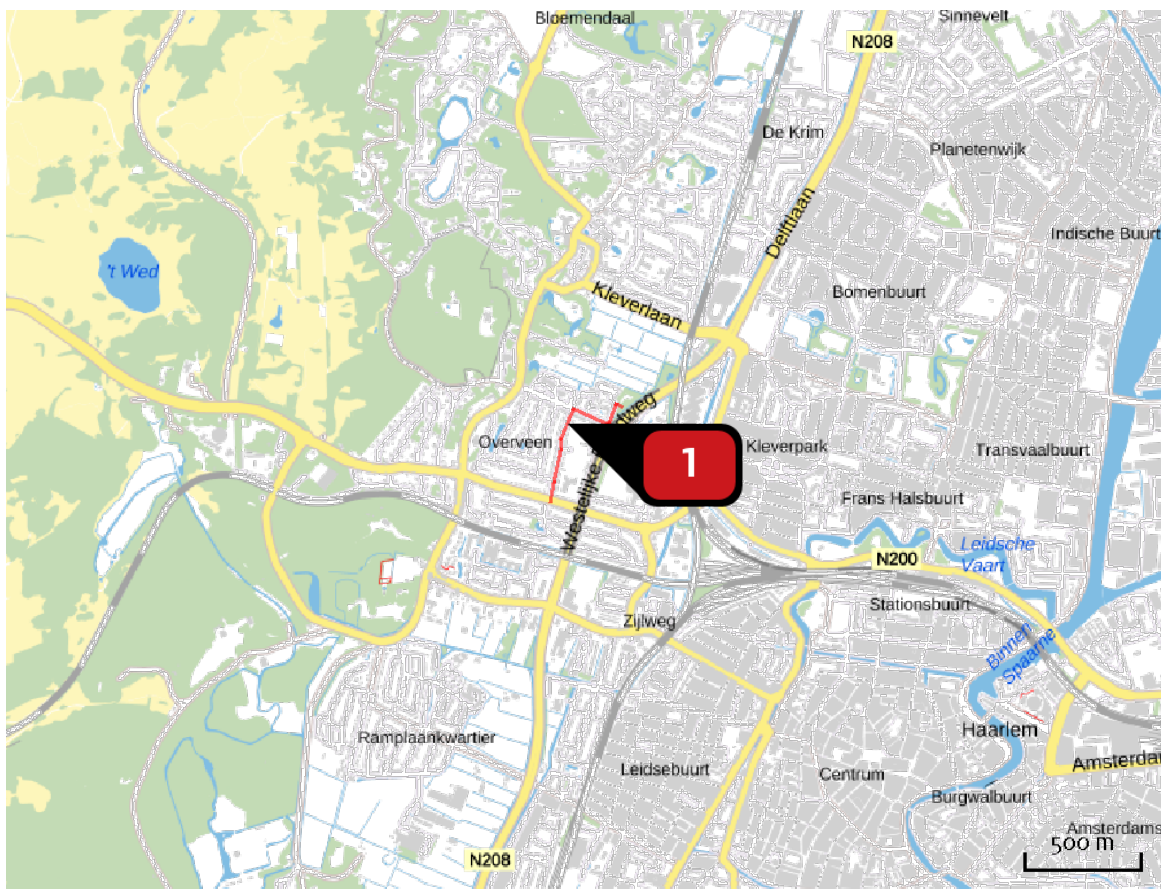 Bloemendaal
Sinnevelt
N208
De Krim
Planetenwijk
Delftlaan
Indische Buurt
't Wed
Bomenbuurt
Kleverlaan
Overveen
1
Kleverpark
Transvaalbuurt
Frans Halsbuurt
Westelijke
Leidsche
Vaart
N200
Stationsbuurt
Zijlweg
Binnen
Spaarne
Haarlem
Ramplaankwartier
Leidsebuurt
Centrum
Amsterdam
Burgwalbuurt
Amsterdams
500 m
N208